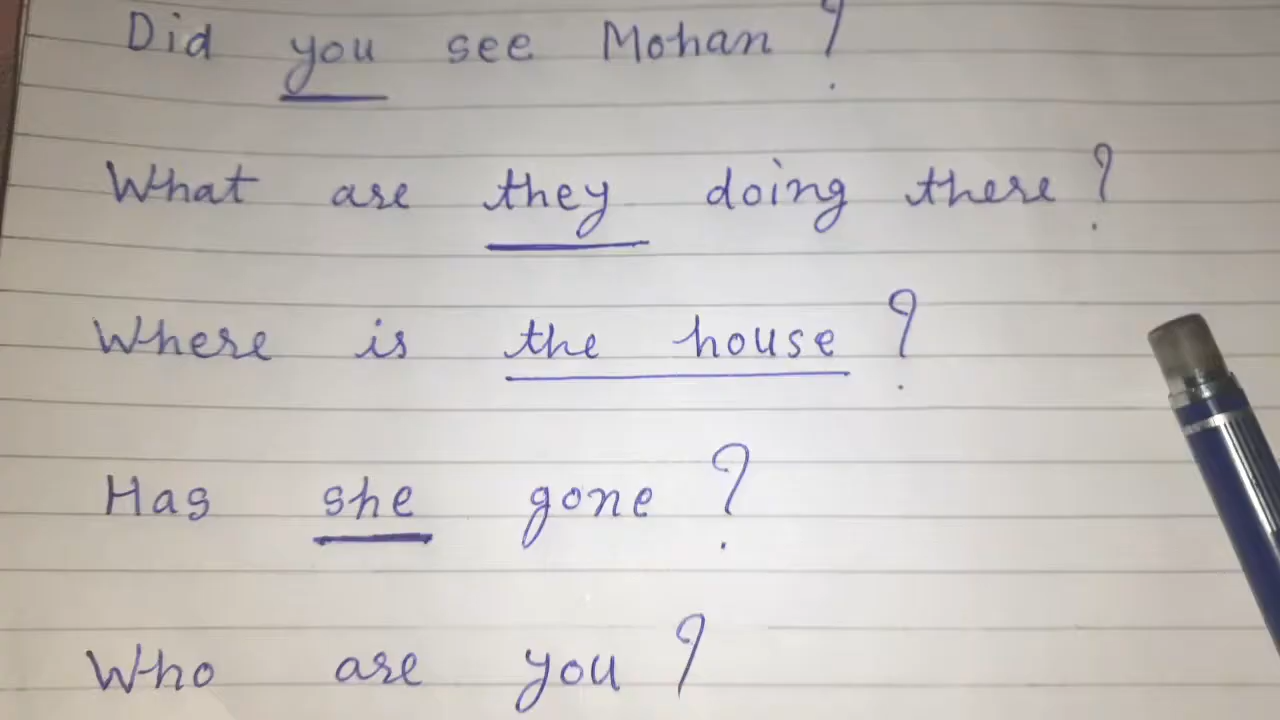 Did you see Mohan ?
What are they doing there ?
Where is the house ?
Has she gone ?
Who are you ?